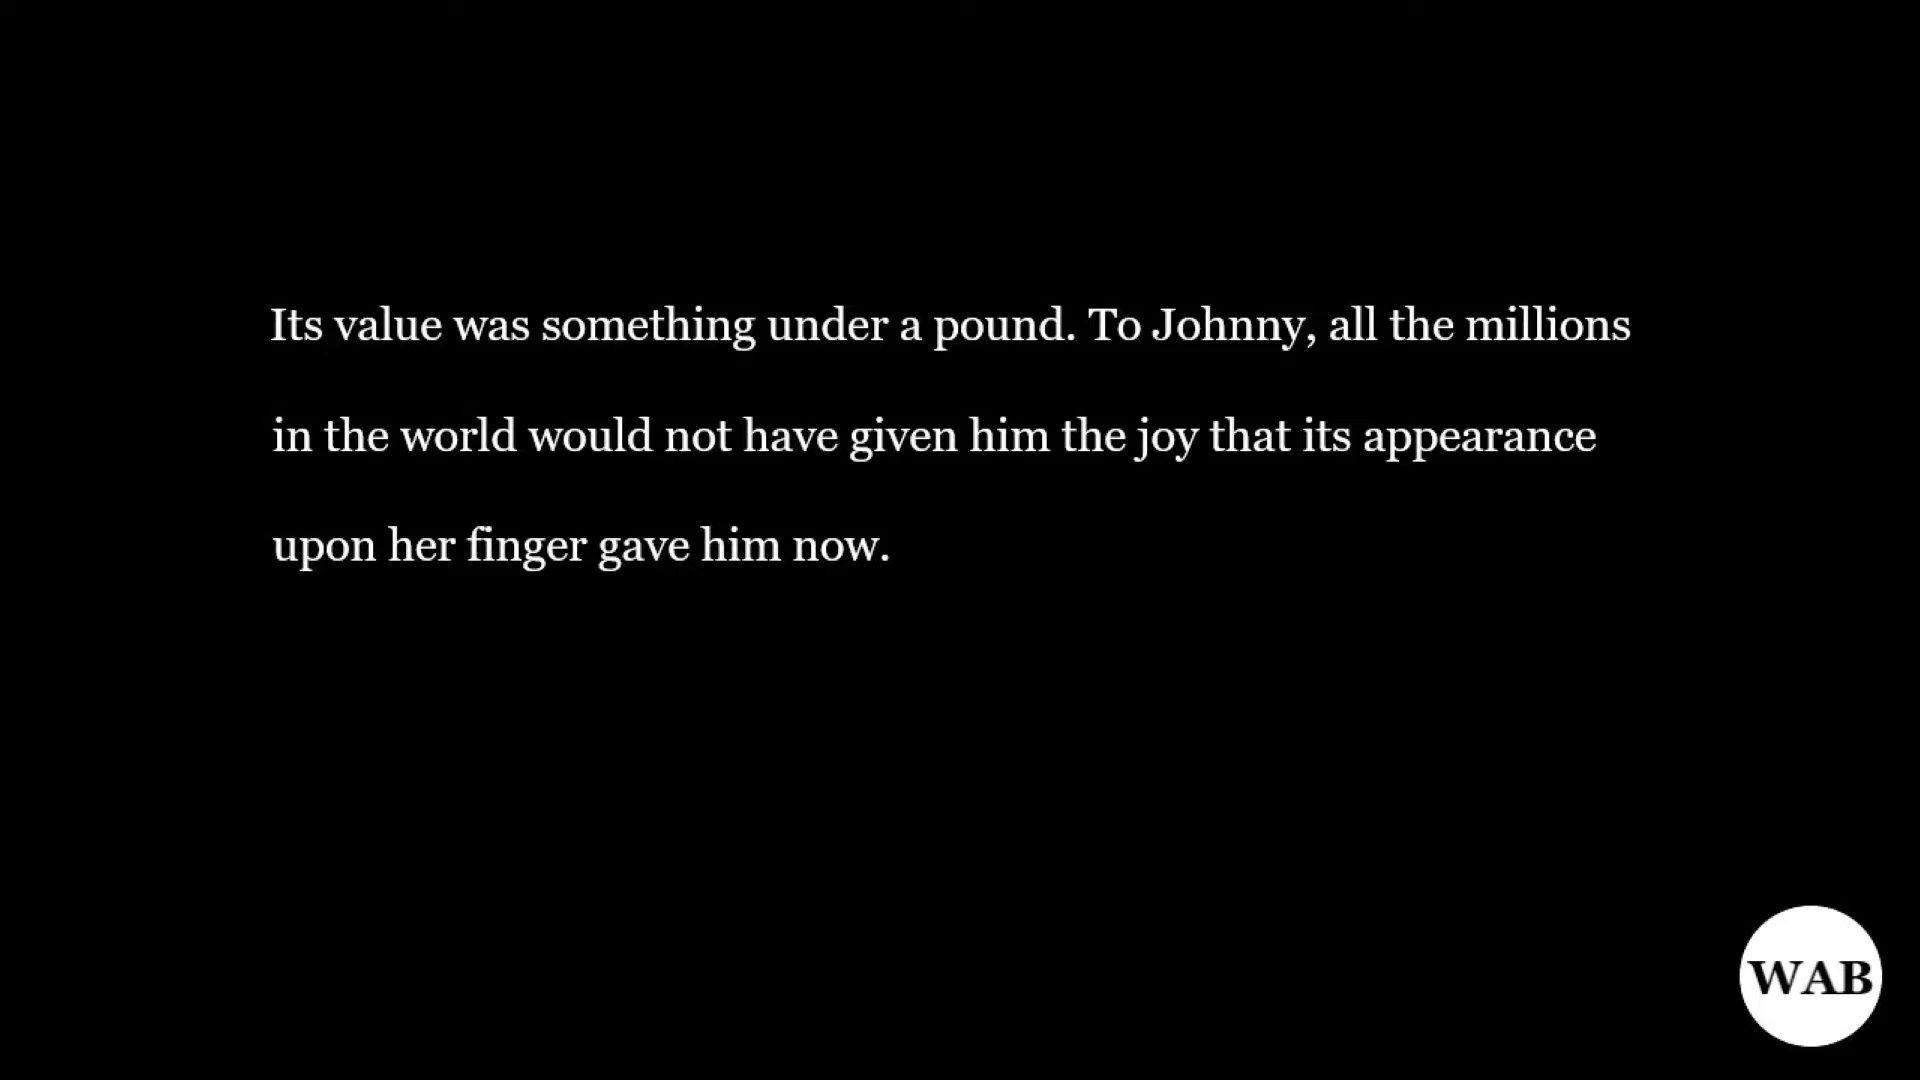 Its value was something under a pound. To Johnny, all the millions
in the world would not have given him the joy that its appearance
upon her finger gave him now.
WAB